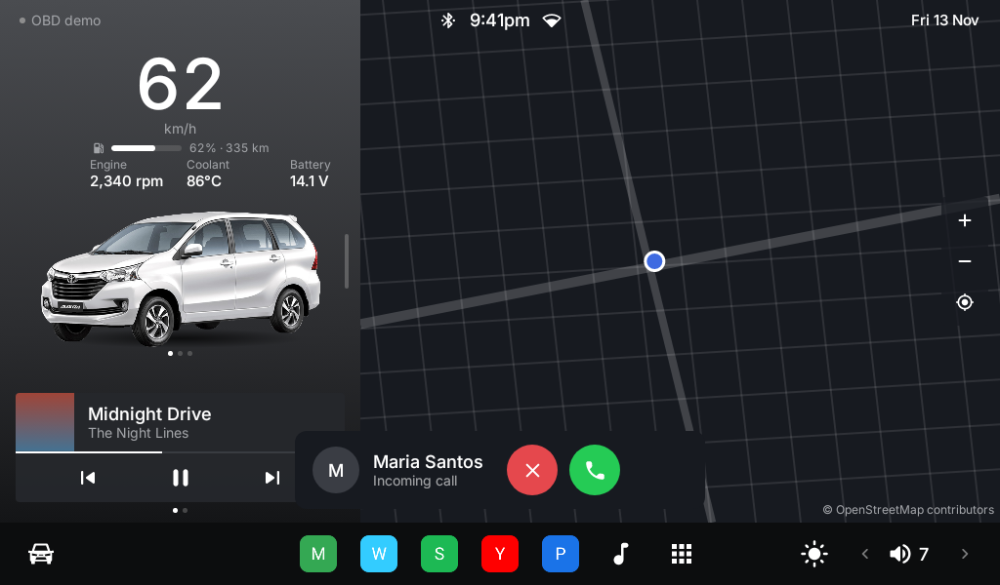 OBD demo
9:41pm
Fri 13 Nov
62
km/h
62% · 335 km
Engine
Coolant
Battery
2,340 rpm
86°C
14.1 V
Midnight Drive
The Night Lines
M
Maria Santos
Incoming call
© OpenStreetMap contributors
M
W
S
Y
P
7